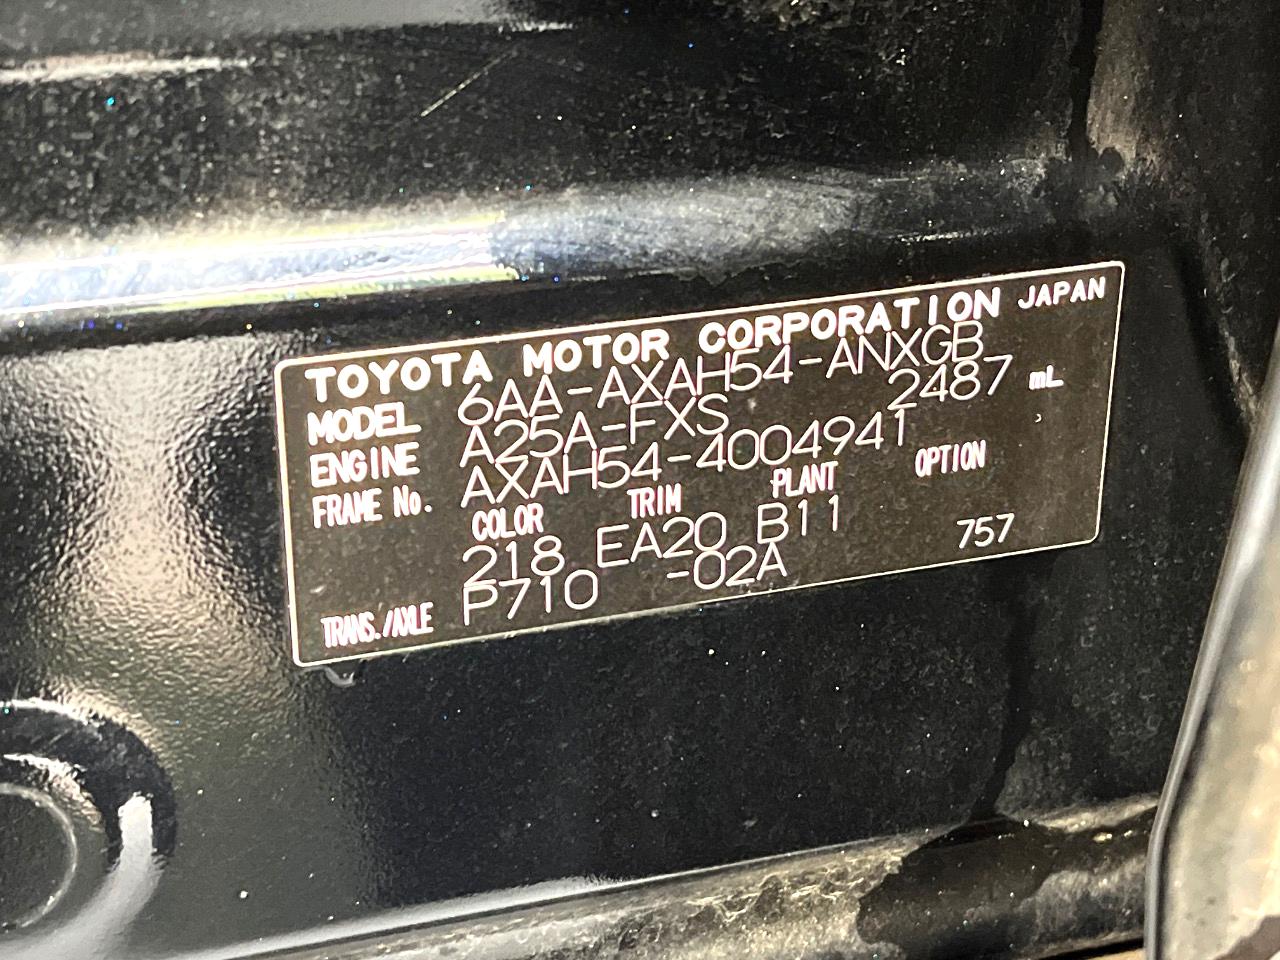 TOYOTA MOTOR CORPORATION JAPAN
MODEL 6AA-AXAH54-ANXGB
ENGINE A25A-FXS 2487 mL
FRAME No. AXAH54-4004941
COLOR TRIM PLANT OPTION
218 EA20 B11
TRANS./AXLE P710 -02A 757